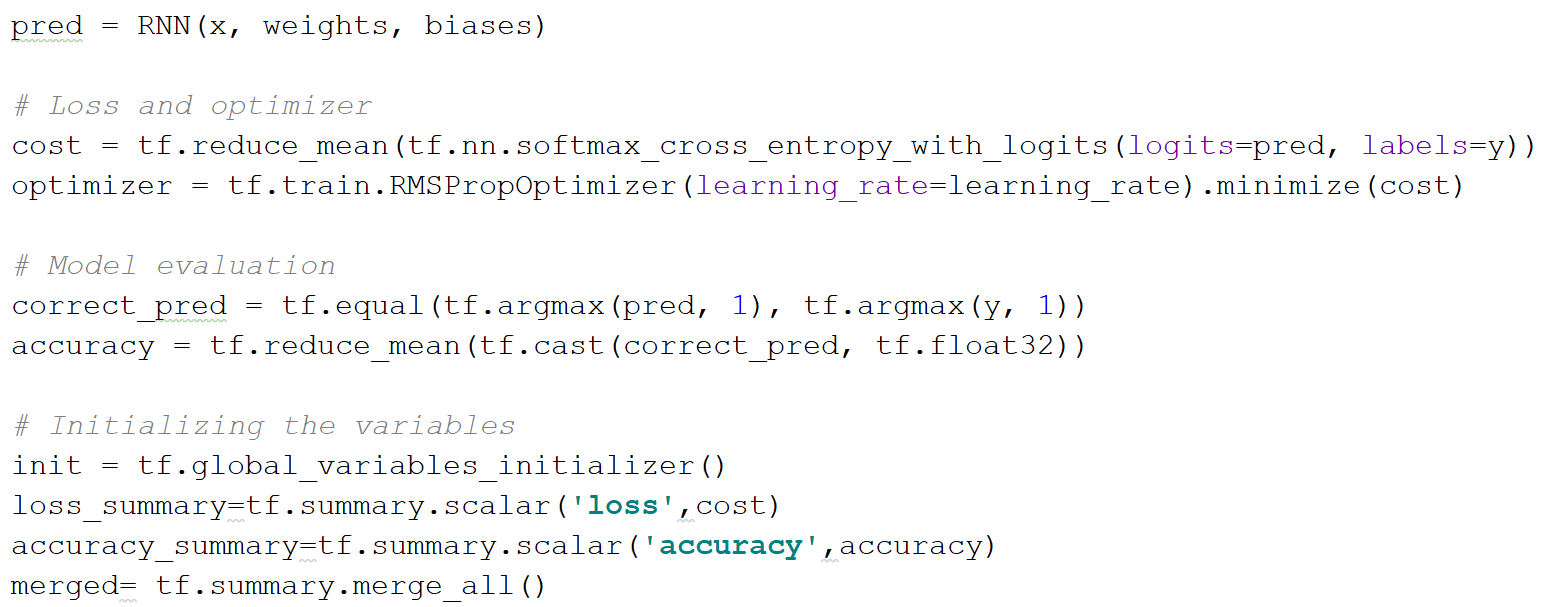 pred = RNN(x, weights, biases)
# Loss and optimizer
cost = tf.reduce_mean(tf.nn.softmax_cross_entropy_with_logits(logits=pred, labels=y))
optimizer = tf.train.RMSPropOptimizer(learning_rate=learning_rate).minimize(cost)
# Model evaluation
correct_pred = tf.equal(tf.argmax(pred, 1), tf.argmax(y, 1))
accuracy = tf.reduce_mean(tf.cast(correct_pred, tf.float32))
# Initializing the variables
init = tf.global_variables_initializer()
loss_summary=tf.summary.scalar('loss',cost)
accuracy_summary=tf.summary.scalar('accuracy',accuracy)
merged= tf.summary.merge_all()